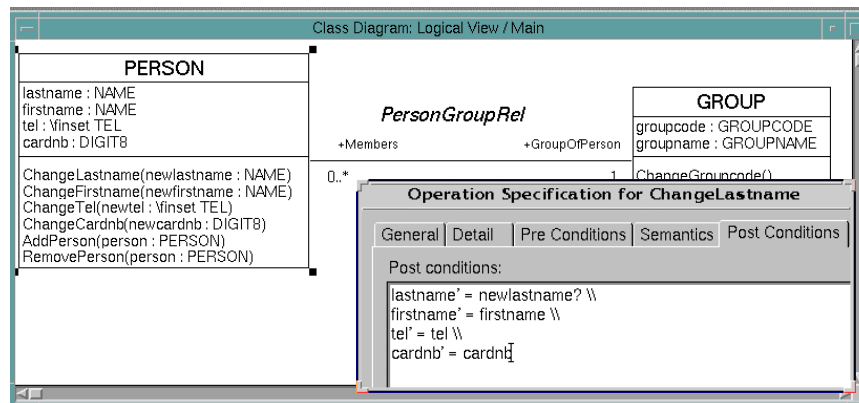 Class Diagram: Logical View / Main
PERSON
lastname : NAME
firstname : NAME
tel : \finset TEL
cardnb : DIGIT8
ChangeLastname(newlastname : NAME)
ChangeFirstname(newfirstname : NAME)
ChangeTel(newtel : \finset TEL)
ChangeCardnb(newcardnb : DIGIT8)
AddPerson(person : PERSON)
RemovePerson(person : PERSON)
PersonGroupRel
+Members +GroupOfPerson
0..* 1
GROUP
groupcode : GROUPCODE
groupname : GROUPNAME
ChangeGroupcode()
Operation Specification for ChangeLastname
General Detail Pre Conditions Semantics Post Conditions
Post conditions:
lastname' = newlastname? \\
firstname' = firstname \\
tel' = tel \\
cardnb' = cardnb